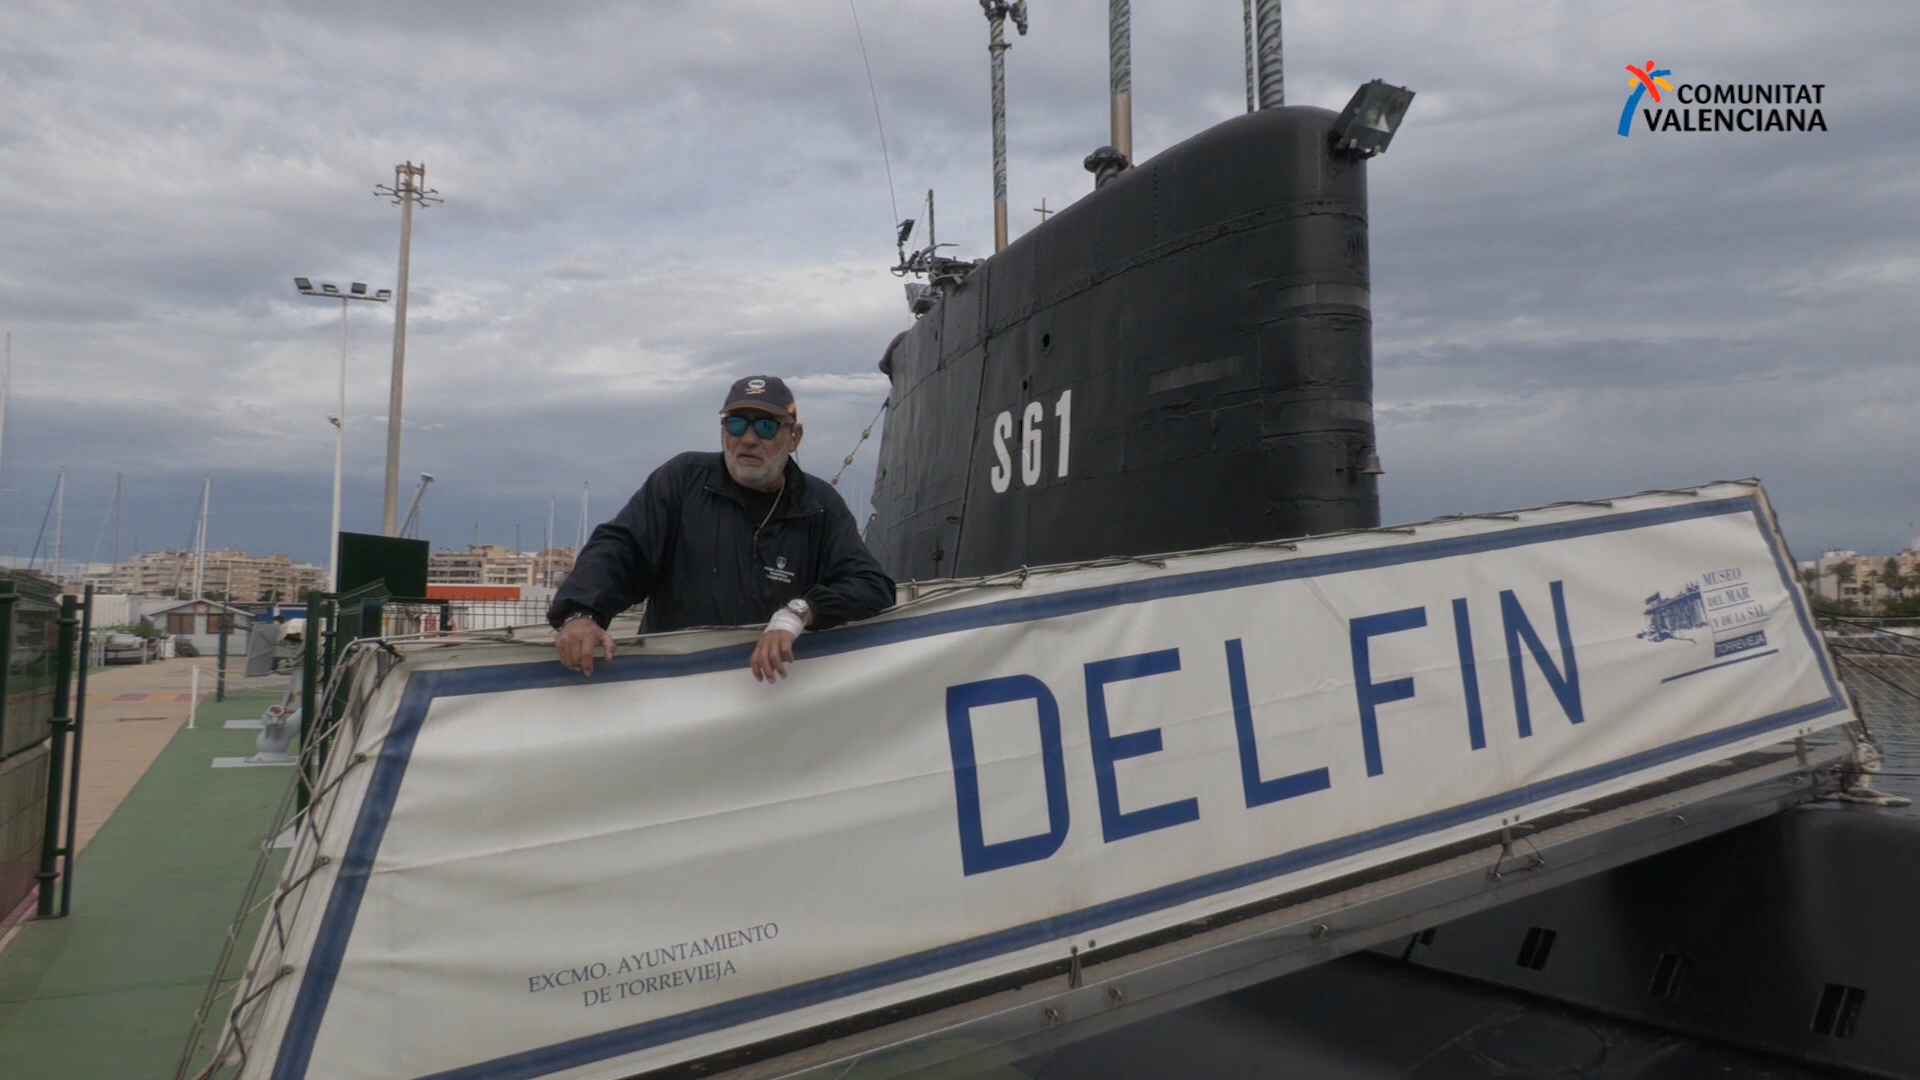 COMUNITAT
VALENCIANA
S61
DELFIN
MUSEO
DEL MAR
Y DE LA SAL
TORREVIEJA
EXCMO. AYUNTAMIENTO
DE TORREVIEJA